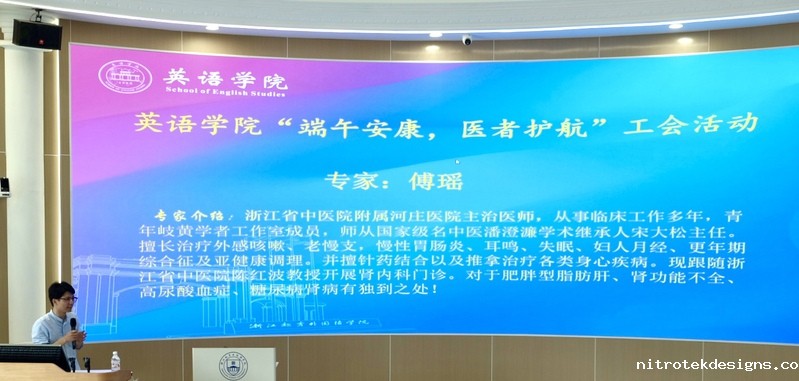 英语学院
School of English Studies
英语学院“端午安康，医者护航”工会活动
专家：傅瑶
专家介绍：浙江省中医院附属河庄医院主治医师，从事临床工作多年，青
年岐黄学者工作室成员，师从国家级名中医潘澄濂学术继承人宋大松主任。
擅长治疗外感咳嗽、老慢支，慢性胃肠炎、耳鸣、失眠、妇人月经、更年期
综合征及亚健康调理。并擅针药结合以及推拿治疗各类身心疾病。现跟随浙
江省中医院陈红波教授开展肾内科门诊。对于肥胖型脂肪肝、肾功能不全、
高尿酸血症、糖尿病肾病有独到之处！
浙江越秀外国语学院
nitrotekdesigns.co